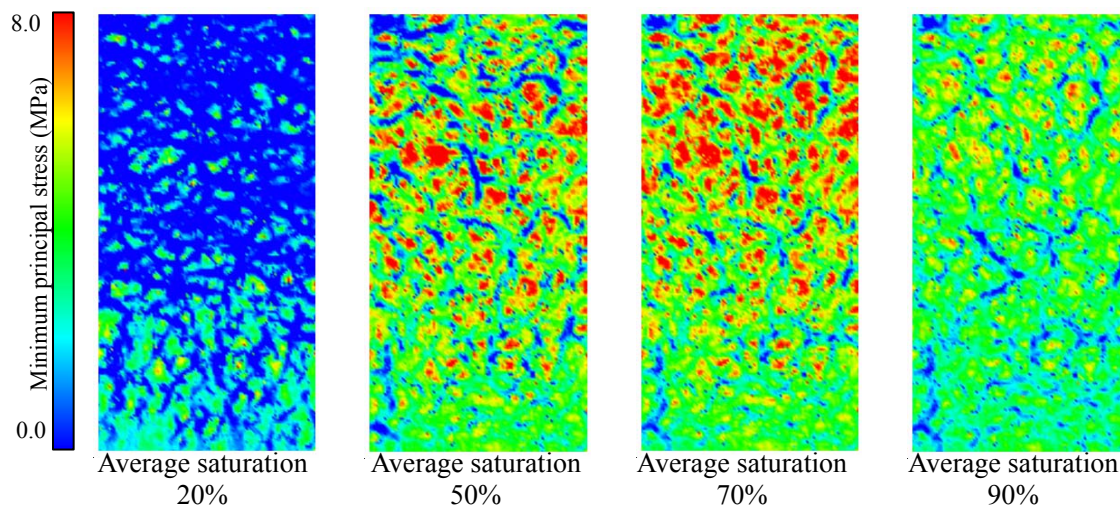 8.0
Minimum principal stress (MPa)
0.0
Average saturation
20%
Average saturation
50%
Average saturation
70%
Average saturation
90%